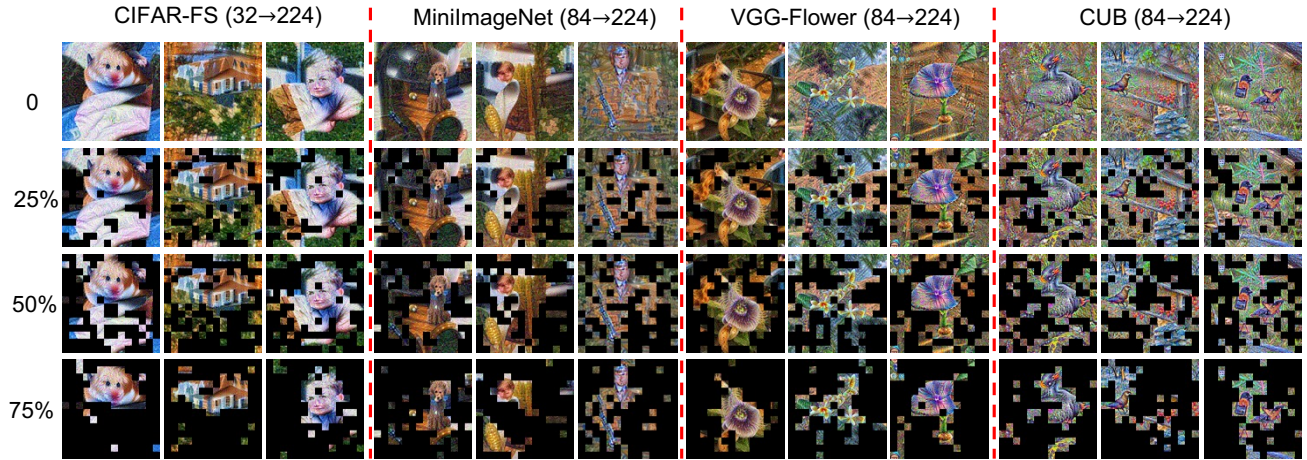 CIFAR-FS (32→224) MiniImageNet (84→224) VGG-Flower (84→224) CUB (84→224)
0
25%
50%
75%